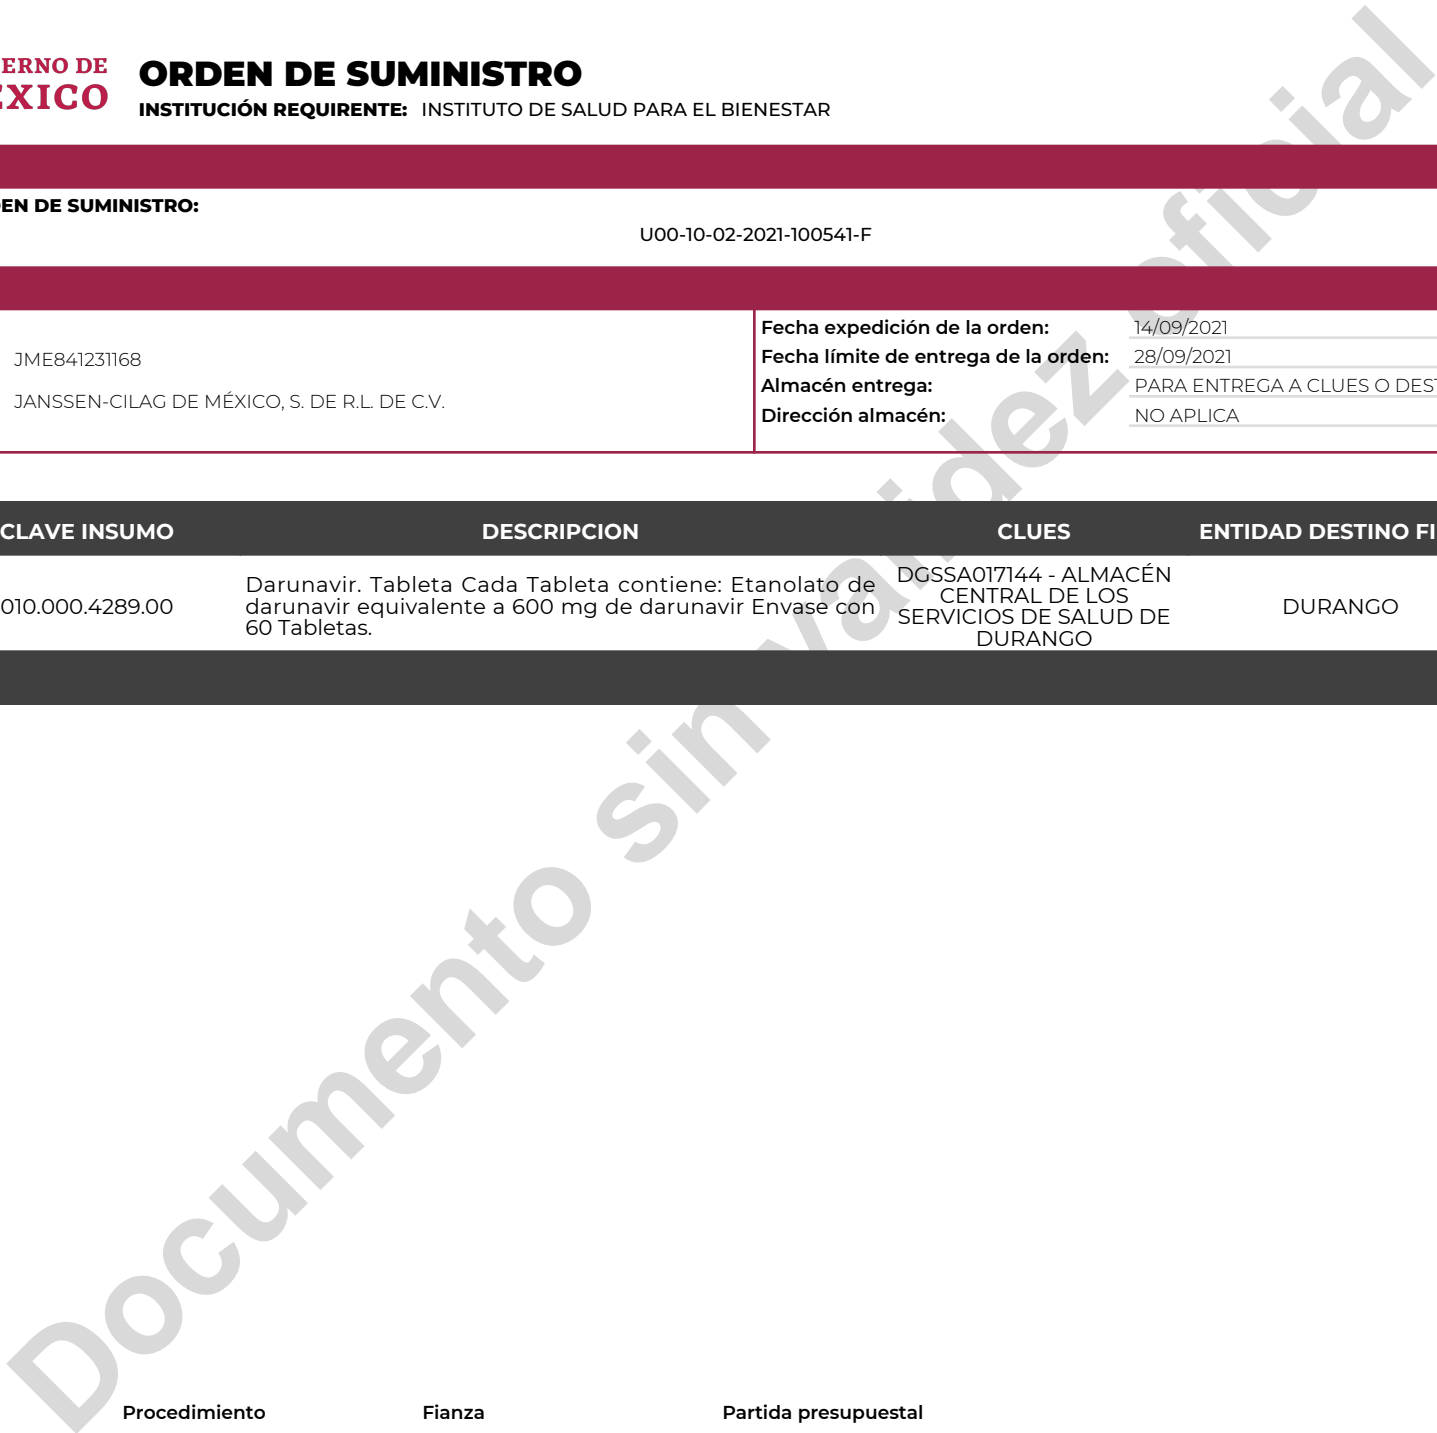 ERNO DE
ÉXICO
ORDEN DE SUMINISTRO
INSTITUCIÓN REQUIRENTE: INSTITUTO DE SALUD PARA EL BIENESTAR
EN DE SUMINISTRO:
U00-10-02-2021-100541-F
JME841231168
JANSSEN-CILAG DE MÉXICO, S. DE R.L. DE C.V.
Fecha expedición de la orden: 14/09/2021
Fecha límite de entrega de la orden: 28/09/2021
Almacén entrega: PARA ENTREGA A CLUES O DEST
Dirección almacén: NO APLICA
CLAVE INSUMO DESCRIPCION CLUES ENTIDAD DESTINO FI
010.000.4289.00
Darunavir. Tableta Cada Tableta contiene: Etanolato de
darunavir equivalente a 600 mg de darunavir Envase con
60 Tabletas.
DGSSA017144 - ALMACÉN
CENTRAL DE LOS
SERVICIOS DE SALUD DE
DURANGO
DURANGO
Procedimiento Fianza Partida presupuestal
Documento sin validez oficial